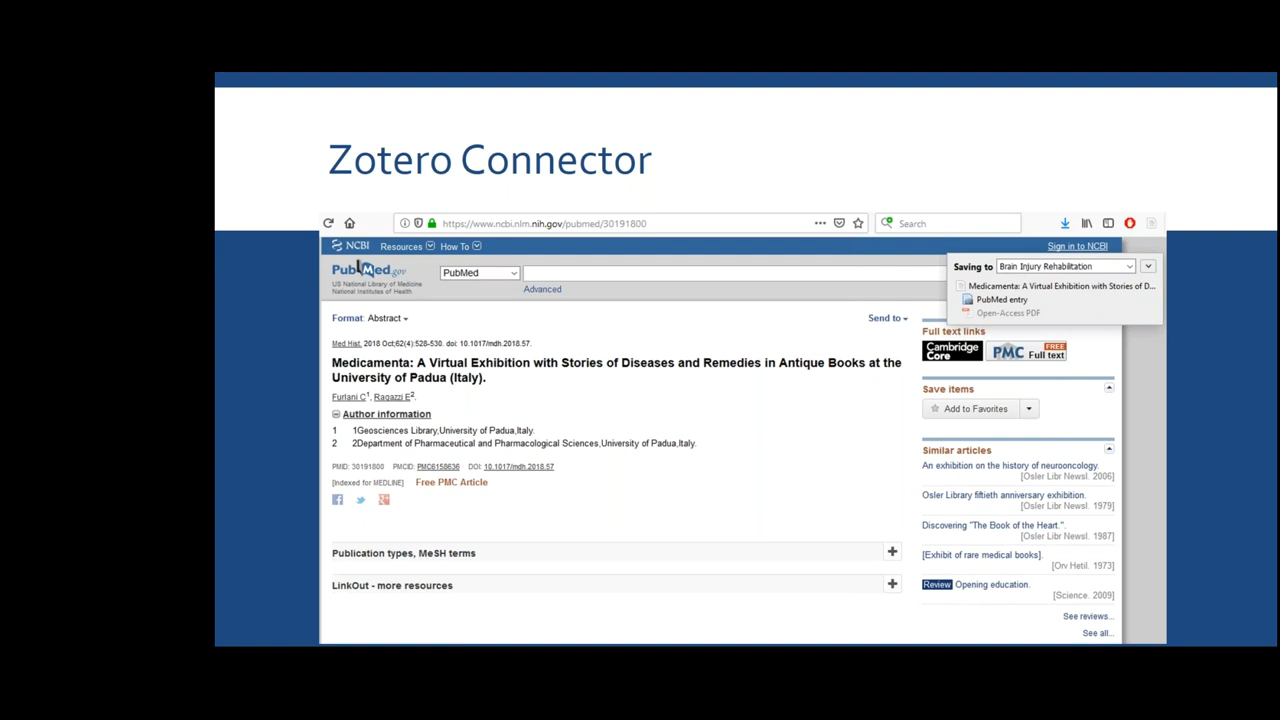 Zotero Connector
https://www.ncbi.nlm.nih.gov/pubmed/30191800
Search
NCBI Resources How To
Sign in to NCBI
PubMed.gov
US National Library of Medicine
National Institutes of Health
PubMed
Advanced
Saving to Brain Injury Rehabilitation
Medicamenta: A Virtual Exhibition with Stories of D...
PubMed entry
Open-Access PDF
Format: Abstract
Send to
Med Hist. 2018 Oct;62(4):528-530. doi: 10.1017/mdh.2018.57.
Medicamenta: A Virtual Exhibition with Stories of Diseases and Remedies in Antique Books at the
University of Padua (Italy).
Furlani C1, Ragazzi E2.
Author information
1 1Geosciences Library,University of Padua,Italy.
2 2Department of Pharmaceutical and Pharmacological Sciences,University of Padua,Italy.
PMID: 30191800 PMCID: PMC6158636 DOI: 10.1017/mdh.2018.57
[Indexed for MEDLINE] Free PMC Article
Publication types, MeSH terms
LinkOut - more resources
Full text links
Cambridge
Core
PMC FREE
Full text
Save items
Add to Favorites
Similar articles
An exhibition on the history of neurooncology.
[Osler Libr Newsl. 2006]
Osler Library fiftieth anniversary exhibition.
[Osler Libr Newsl. 1979]
Discovering "The Book of the Heart.".
[Osler Libr Newsl. 1987]
[Exhibit of rare medical books].
[Orv Hetil. 1973]
Review Opening education.
[Science. 2009]
See reviews...
See all...